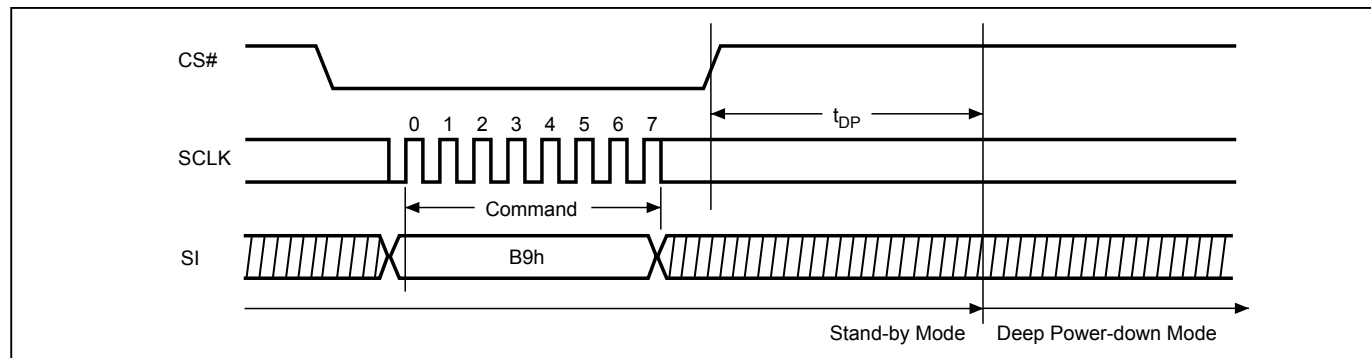 CS#
tDP
0 1 2 3 4 5 6 7
SCLK
Command
SI
B9h
Stand-by Mode
Deep Power-down Mode